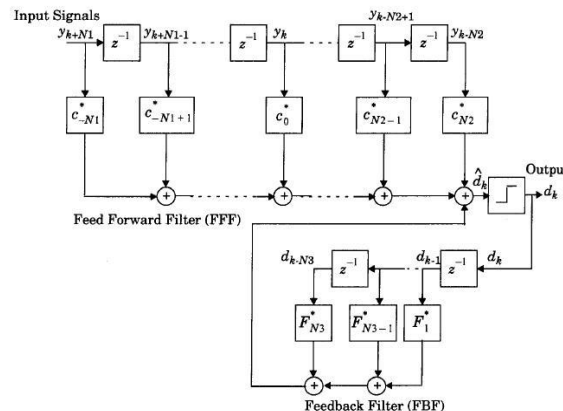 Input Signals
y_{k+N1} z^{-1} y_{k+N1-1} z^{-1} y_k z^{-1} y_{k-N2+1} z^{-1} y_{k-N2}
c^*_{-N1} c^*_{-N1+1} c^*_0 c^*_{N2-1} c^*_{N2}
+ + + +
\hat{d}_k Output
d_k
Feed Forward Filter (FFF)
d_{k-N3} z^{-1} d_{k-1} z^{-1} d_k
F^*_{N3} F^*_{N3-1} F^*_1
+ +
Feedback Filter (FBF)